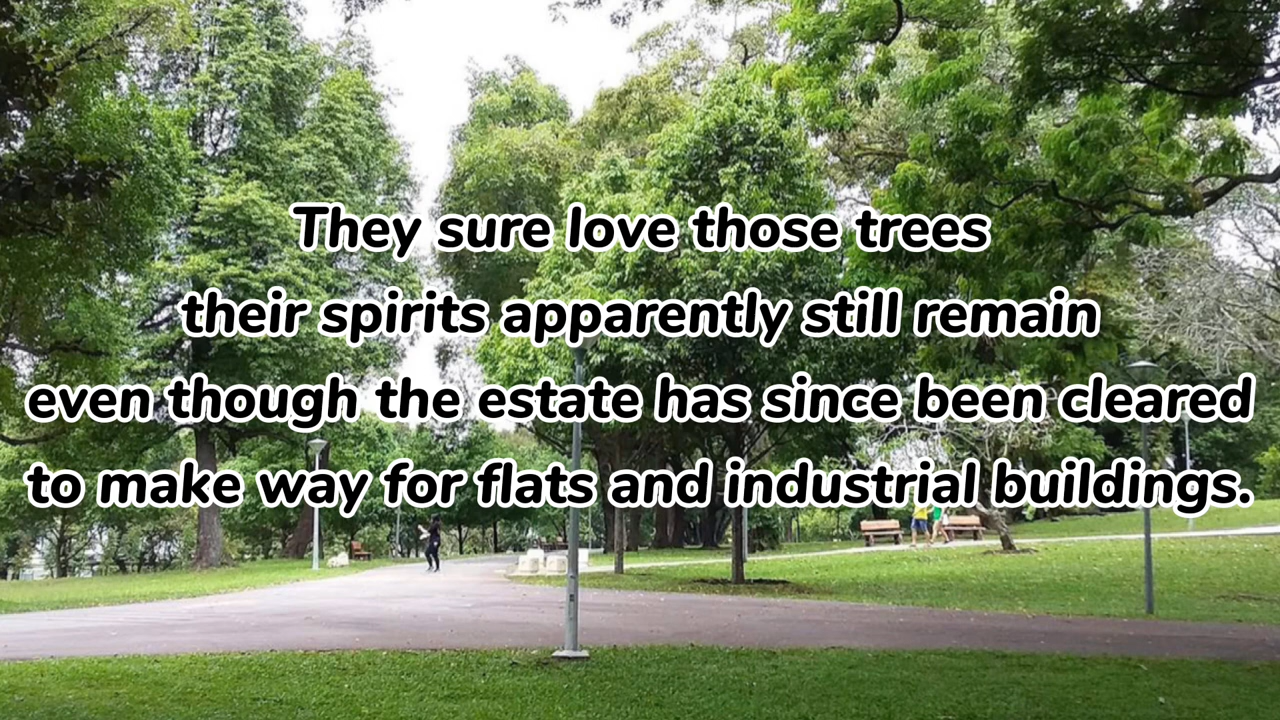 They sure love those trees
their spirits apparently still remain
even though the estate has since been cleared
to make way for flats and industrial buildings.